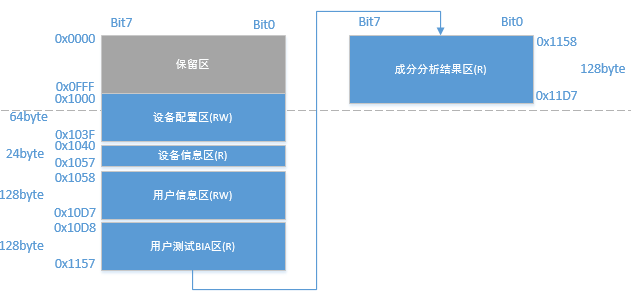 Bit7
Bit0
0x0000
保留区
0x0FFF
0x1000
64byte
设备配置区(RW)
0x103F
0x1040
24byte
设备信息区(R)
0x1057
0x1058
128byte
用户信息区(RW)
0x10D7
0x10D8
128byte
用户测试BIA区(R)
0x1157
Bit7
Bit0
0x1158
成分分析结果区(R)
128byte
0x11D7